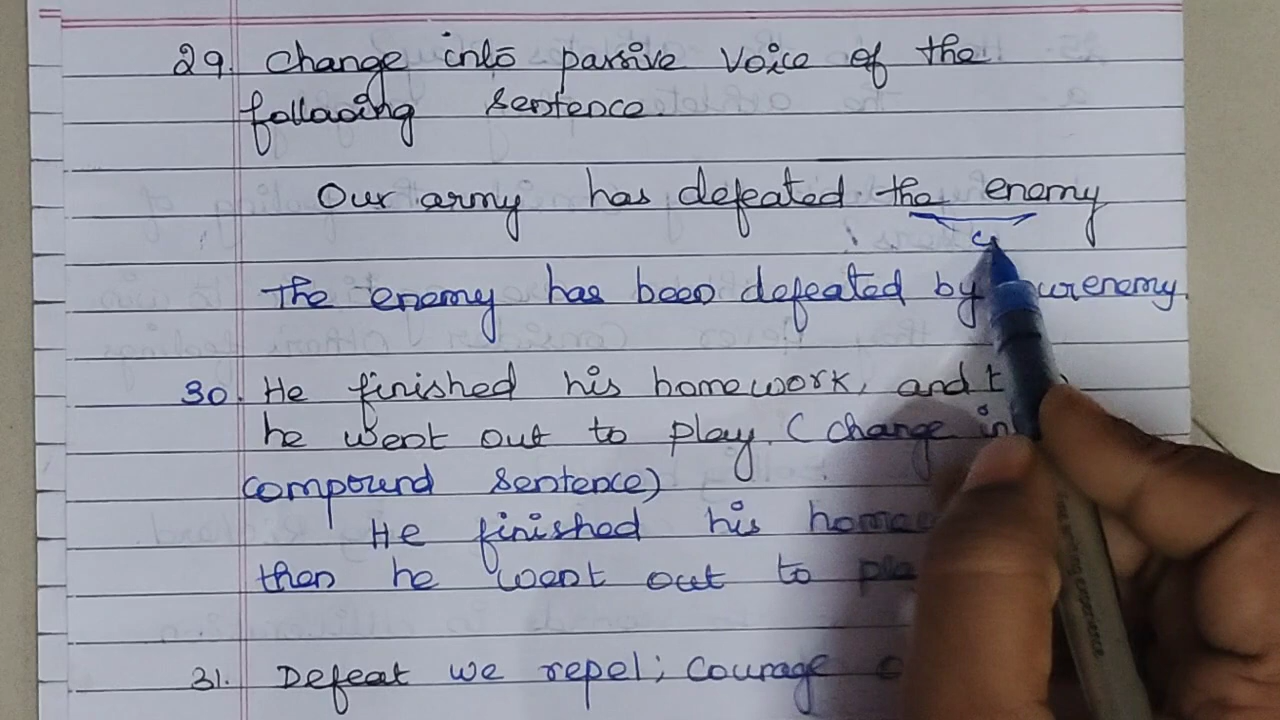 29. Change into passive voice of the
following sentence.
Our army has defeated the enemy
The enemy has been defeated by our enemy
30. He finished his homework, and
he went out to play. (change
compound sentence)
He finished his
then he went out to
31. Defeat we repel; courage